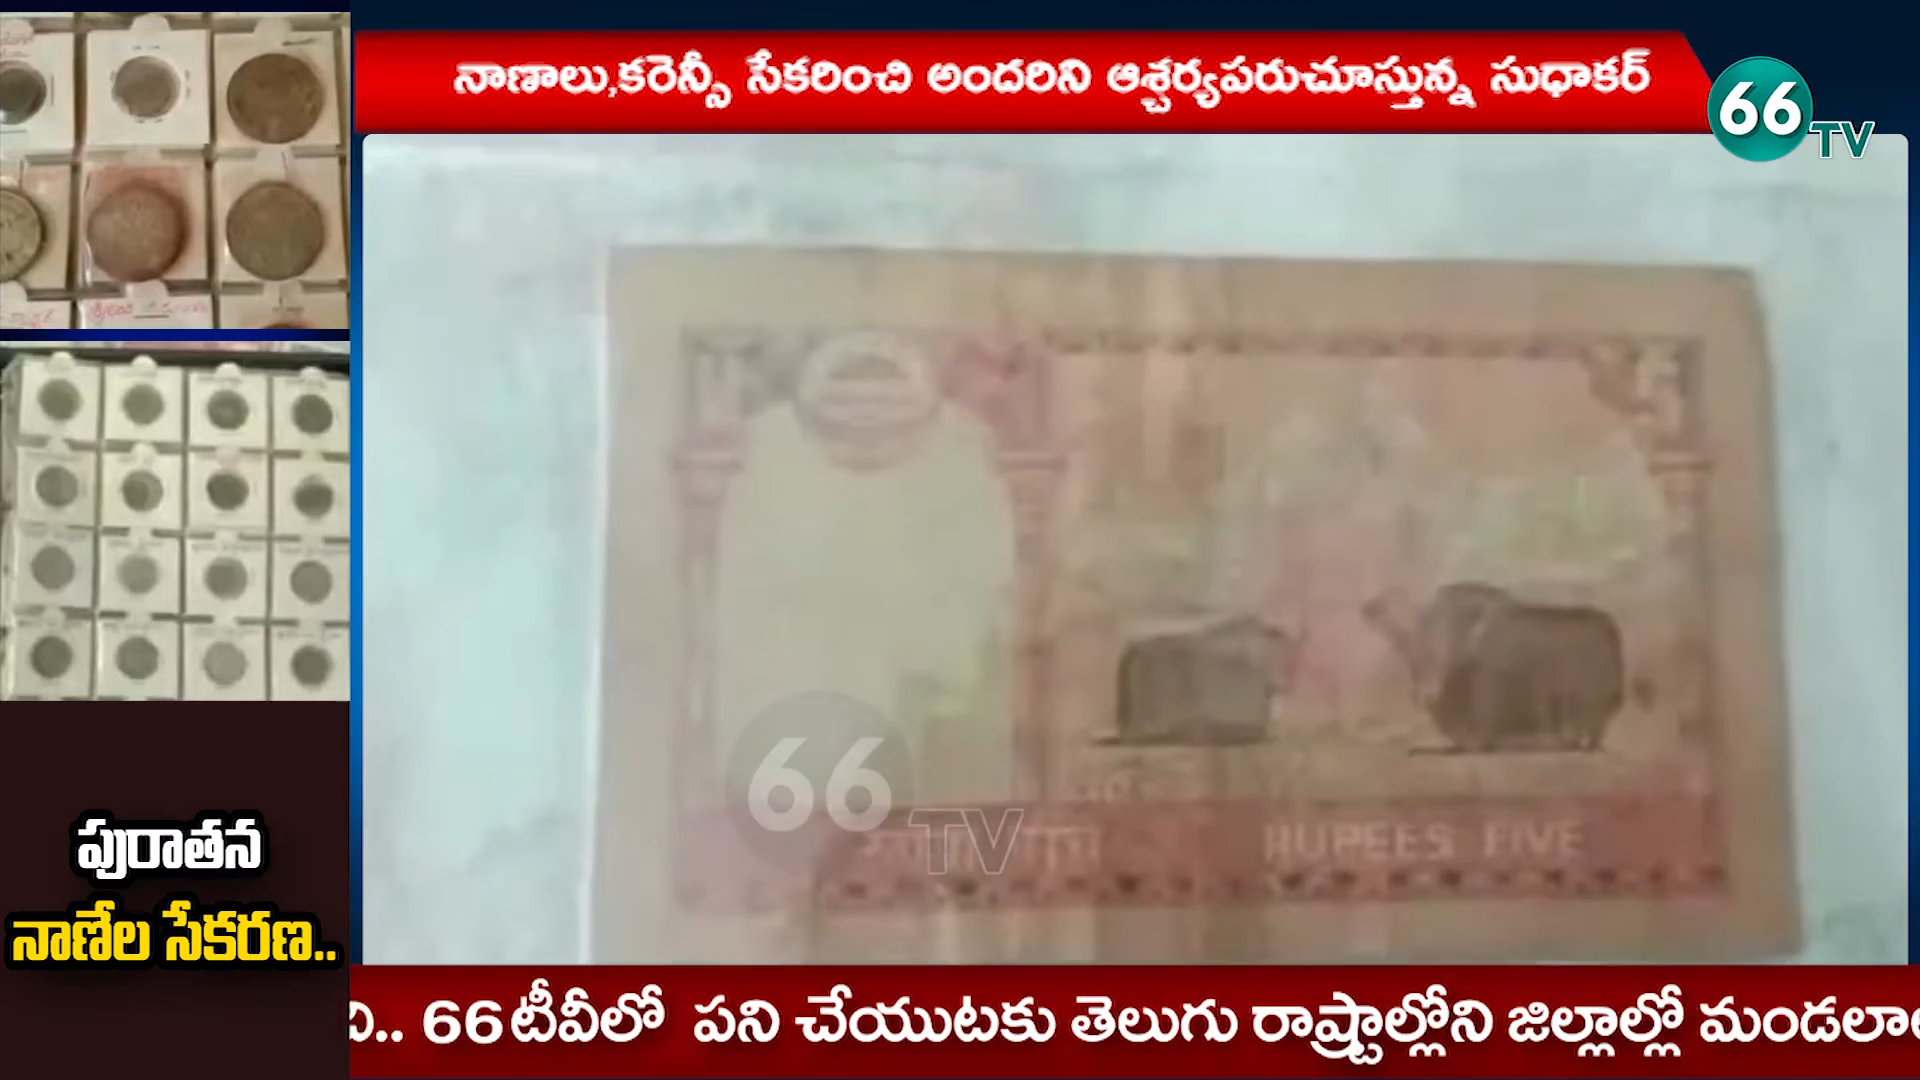 నాణాలు,కరెన్సీ సేకరించి అందరిని ఆశ్చర్యపరుచూస్తున్న సుధాకర్
66 TV
RUPEES FIVE
66 TV
పురాతన
నాణేల సేకరణ..
ది.. 66టీవీలో పని చేయుటకు తెలుగు రాష్ట్రాల్లోని జిల్లాల్లో మండలాల